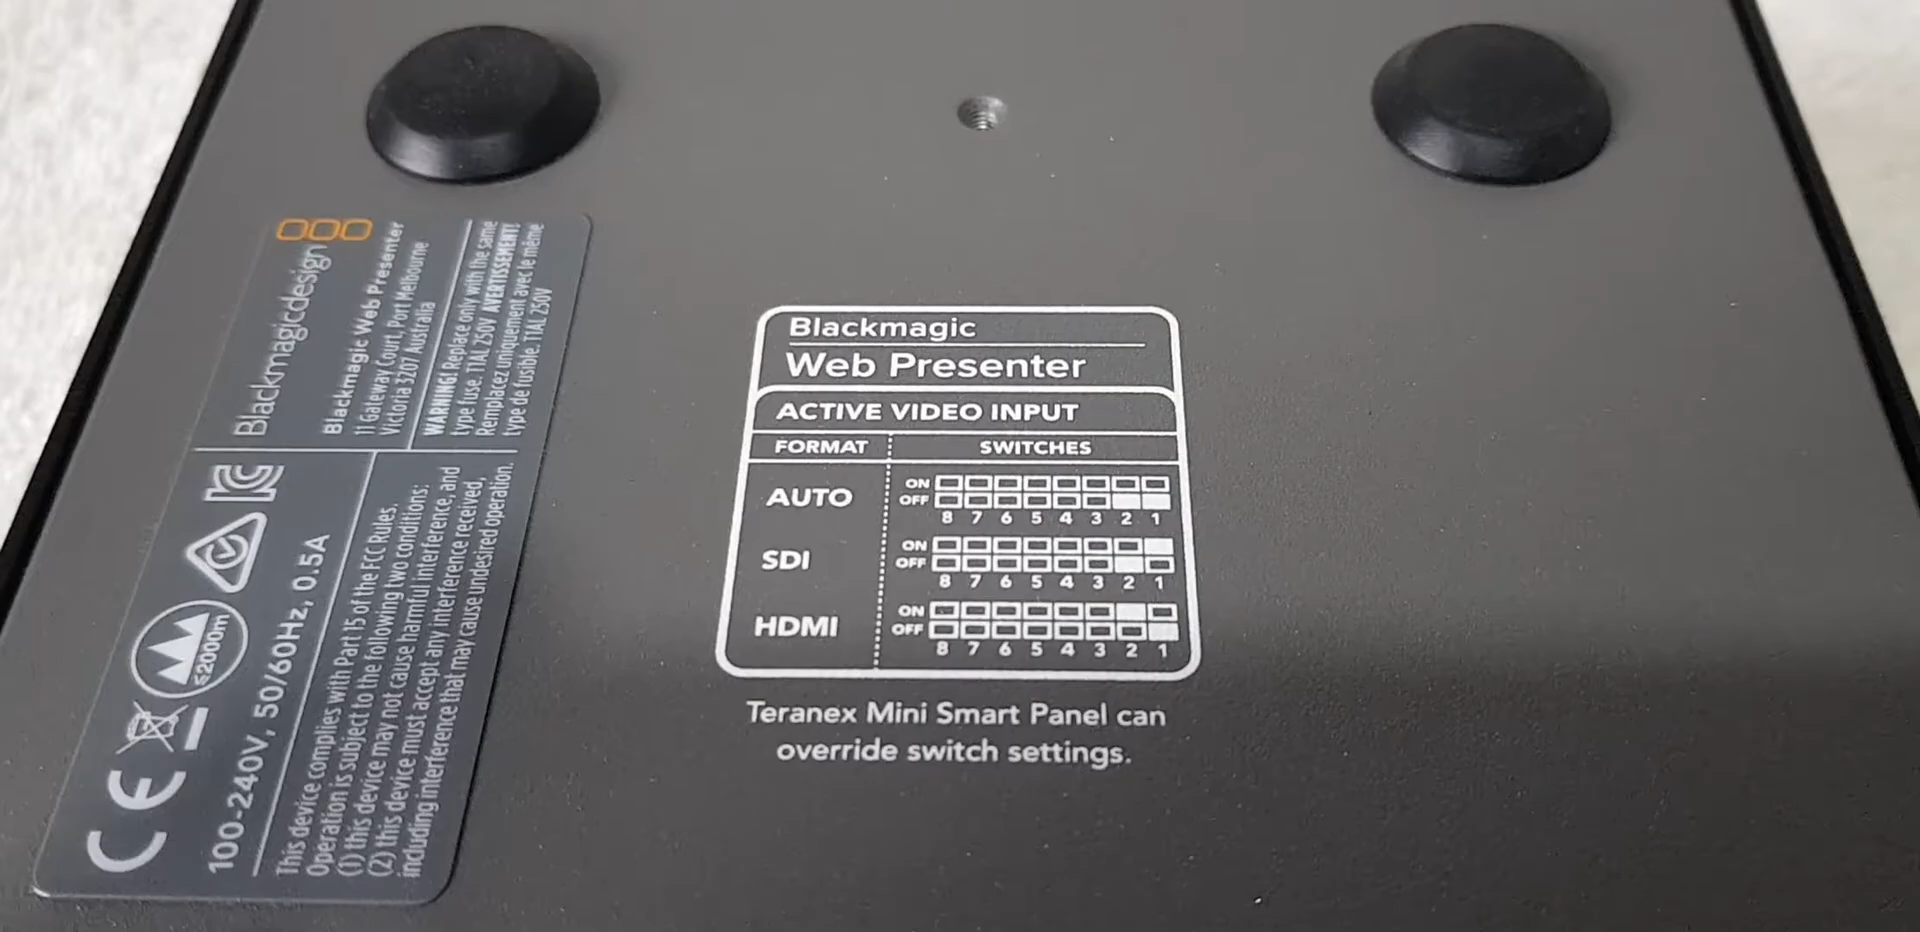 Blackmagicdesign
Blackmagic Web Presenter
11 Gateway Court, Port Melbourne
Victoria 3207 Australia
WARNING! Replace only with the same
type fuse. T1AL 250V AVERTISSEMENT!
Remplacez uniquement avec le même
type de fusible. T1AL 250V
≤2000m
CE
100-240V, 50/60Hz, 0.5A
This device complies with Part 15 of the FCC Rules.
Operation is subject to the following two conditions:
(1) this device may not cause harmful interference, and
(2) this device must accept any interference received,
including interference that may cause undesired operation.
Blackmagic
Web Presenter
ACTIVE VIDEO INPUT
FORMAT SWITCHES
AUTO
ON
OFF
8 7 6 5 4 3 2 1
SDI
ON
OFF
8 7 6 5 4 3 2 1
HDMI
ON
OFF
8 7 6 5 4 3 2 1
Teranex Mini Smart Panel can
override switch settings.